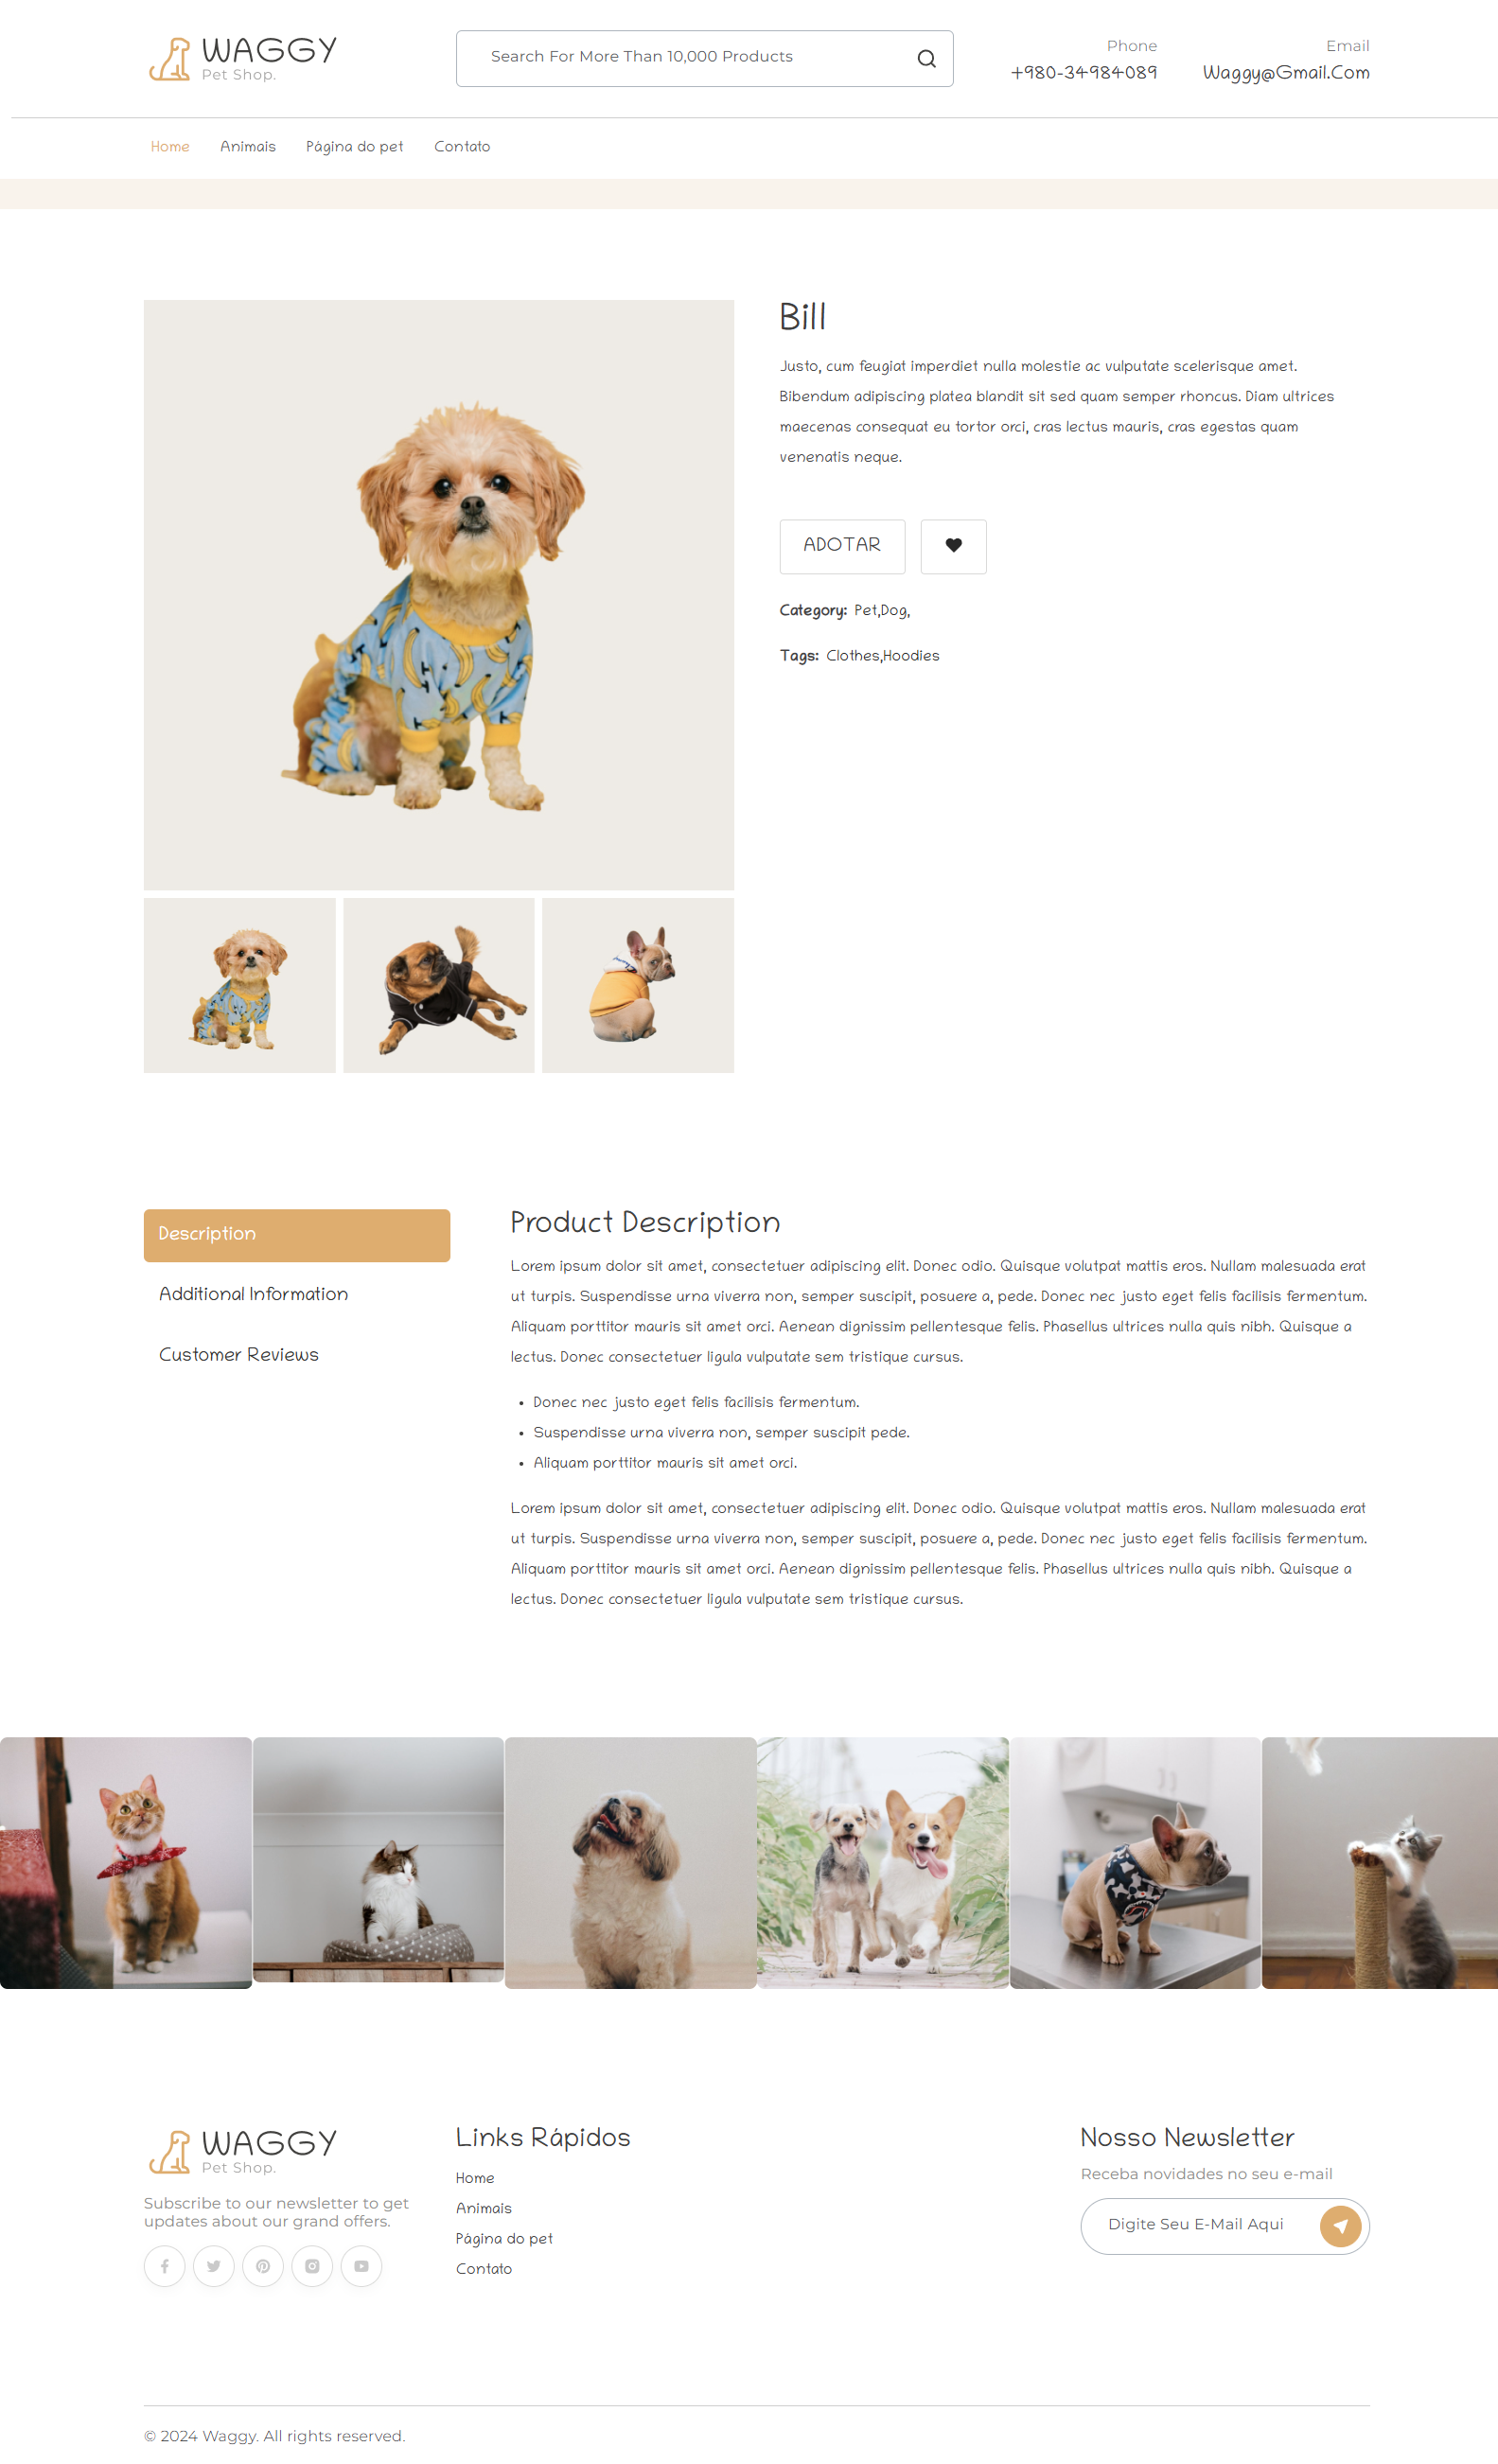 WAGGY
Pet Shop.
Search For More Than 10,000 Products
Phone
+980-34984089
Email
Waggy@Gmail.Com
Home
Animais
Página do pet
Contato
Bill
Justo, cum feugiat imperdiet nulla molestie ac vulputate scelerisque amet.
Bibendum adipiscing platea blandit sit sed quam semper rhoncus. Diam ultrices
maecenas consequat eu tortor orci, cras lectus mauris, cras egestas quam
venenatis neque.
ADOTAR
Category: Pet,Dog,
Tags: Clothes,Hoodies
Description
Additional Information
Customer Reviews
Product Description
Lorem ipsum dolor sit amet, consectetuer adipiscing elit. Donec odio. Quisque volutpat mattis eros. Nullam malesuada erat
ut turpis. Suspendisse urna viverra non, semper suscipit, posuere a, pede. Donec nec justo eget felis facilisis fermentum.
Aliquam porttitor mauris sit amet orci. Aenean dignissim pellentesque felis. Phasellus ultrices nulla quis nibh. Quisque a
lectus. Donec consectetuer ligula vulputate sem tristique cursus.
• Donec nec justo eget felis facilisis fermentum.
• Suspendisse urna viverra non, semper suscipit pede.
• Aliquam porttitor mauris sit amet orci.
Lorem ipsum dolor sit amet, consectetuer adipiscing elit. Donec odio. Quisque volutpat mattis eros. Nullam malesuada erat
ut turpis. Suspendisse urna viverra non, semper suscipit, posuere a, pede. Donec nec justo eget felis facilisis fermentum.
Aliquam porttitor mauris sit amet orci. Aenean dignissim pellentesque felis. Phasellus ultrices nulla quis nibh. Quisque a
lectus. Donec consectetuer ligula vulputate sem tristique cursus.
WAGGY
Pet Shop.
Subscribe to our newsletter to get
updates about our grand offers.
Links Rápidos
Home
Animais
Página do pet
Contato
Nosso Newsletter
Receba novidades no seu e-mail
Digite Seu E-Mail Aqui
© 2024 Waggy. All rights reserved.